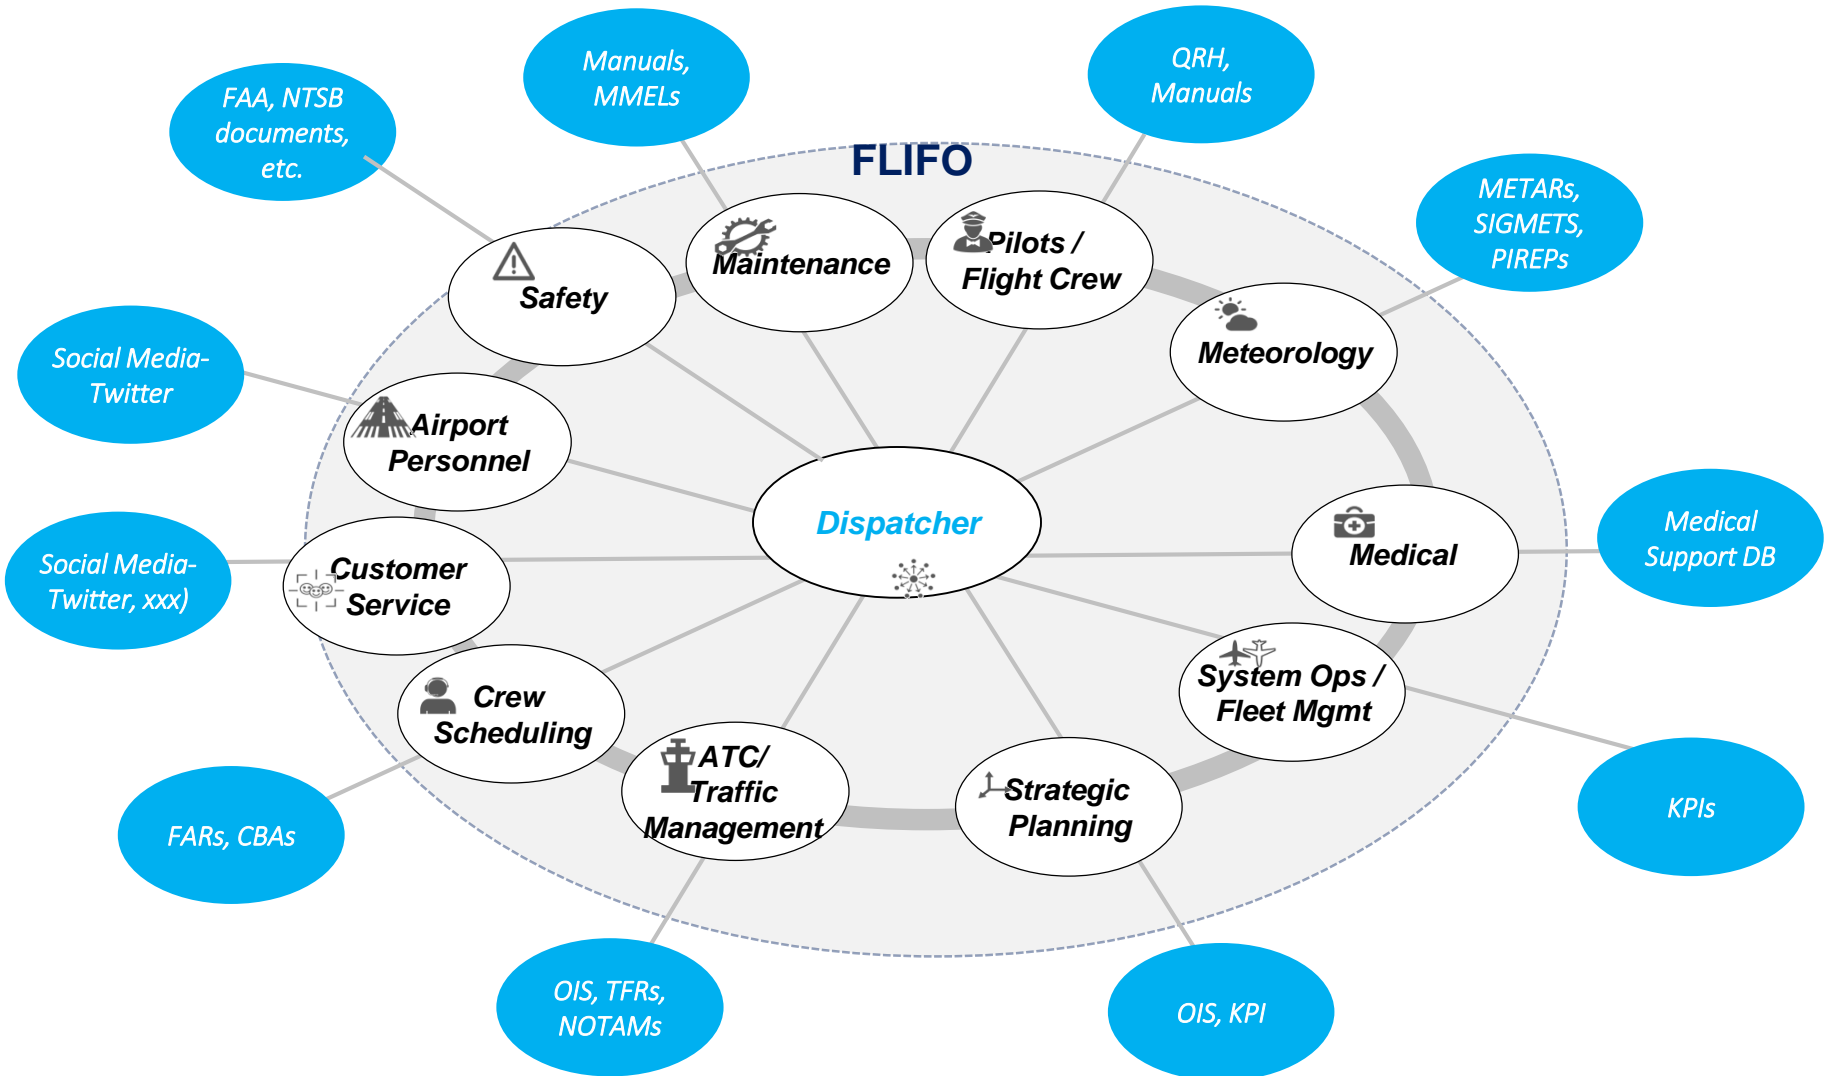 Manuals,
MMELs
QRH,
Manuals
FAA, NTSB
documents,
etc.
FLIFO
METARs,
SIGMETS,
PIREPs
Pilots /
Flight Crew
Maintenance
Safety
Meteorology
Social Media-
Twitter
Airport
Personnel
Dispatcher
Medical
Support DB
Medical
Social Media-
Twitter, xxx)
Customer
Service
System Ops /
Fleet Mgmt
Crew
Scheduling
ATC/
Traffic
Management
Strategic
Planning
KPIs
FARs, CBAs
OIS, TFRs,
NOTAMs
OIS, KPI